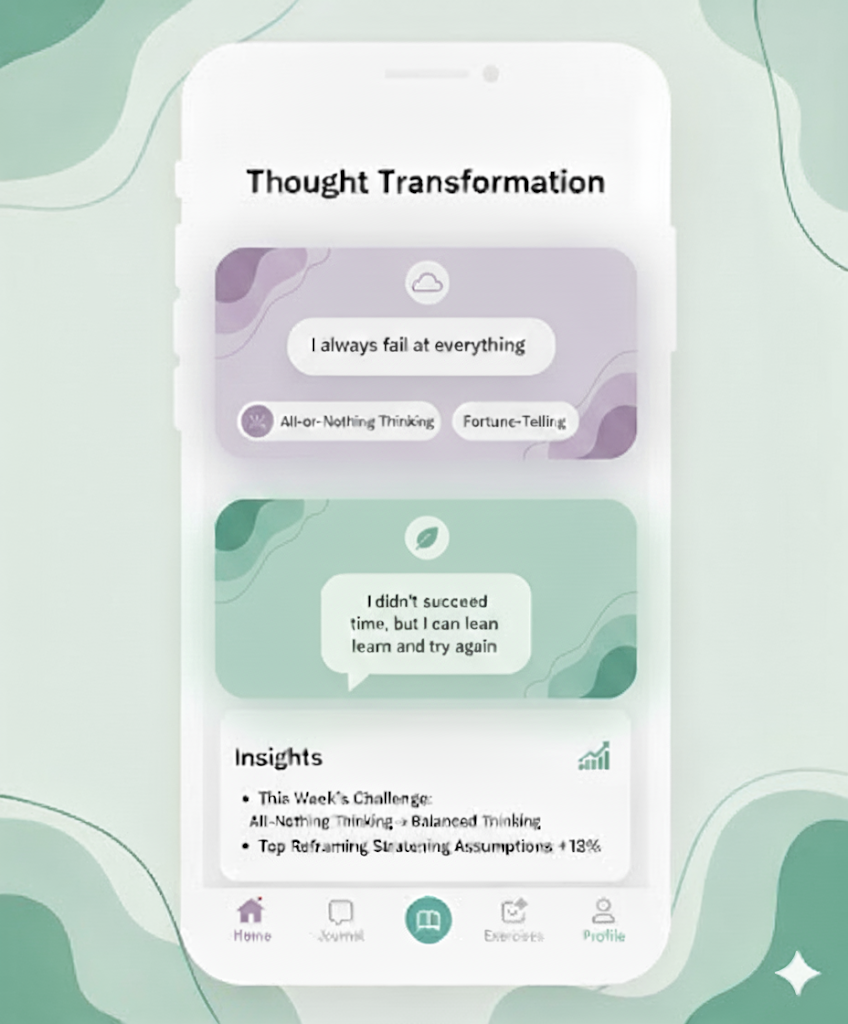 Thought Transformation
I always fail at everything
All-or-Nothing Thinking
Fortune-Telling
I didn't succeed
time, but I can lean
learn and try again
Insights
• This Week's Challenge:
All-Nothing Thinking → Balanced Thinking
• Top Reframing Stratening Assumptions +13%
Home
Journal
Exercises
Profile